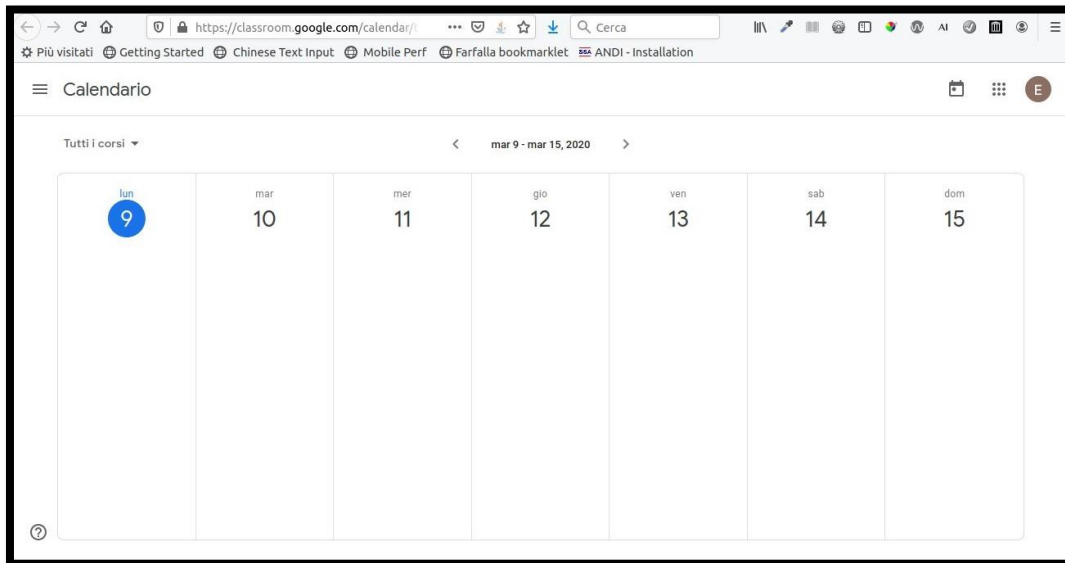 https://classroom.google.com/calendar/ Cerca AI
Più visitati Getting Started Chinese Text Input Mobile Perf Farfalla bookmarklet SSA ANDI - Installation
Calendario E
Tutti i corsi mar 9 - mar 15, 2020
lun mar mer gio ven sab dom
9 10 11 12 13 14 15